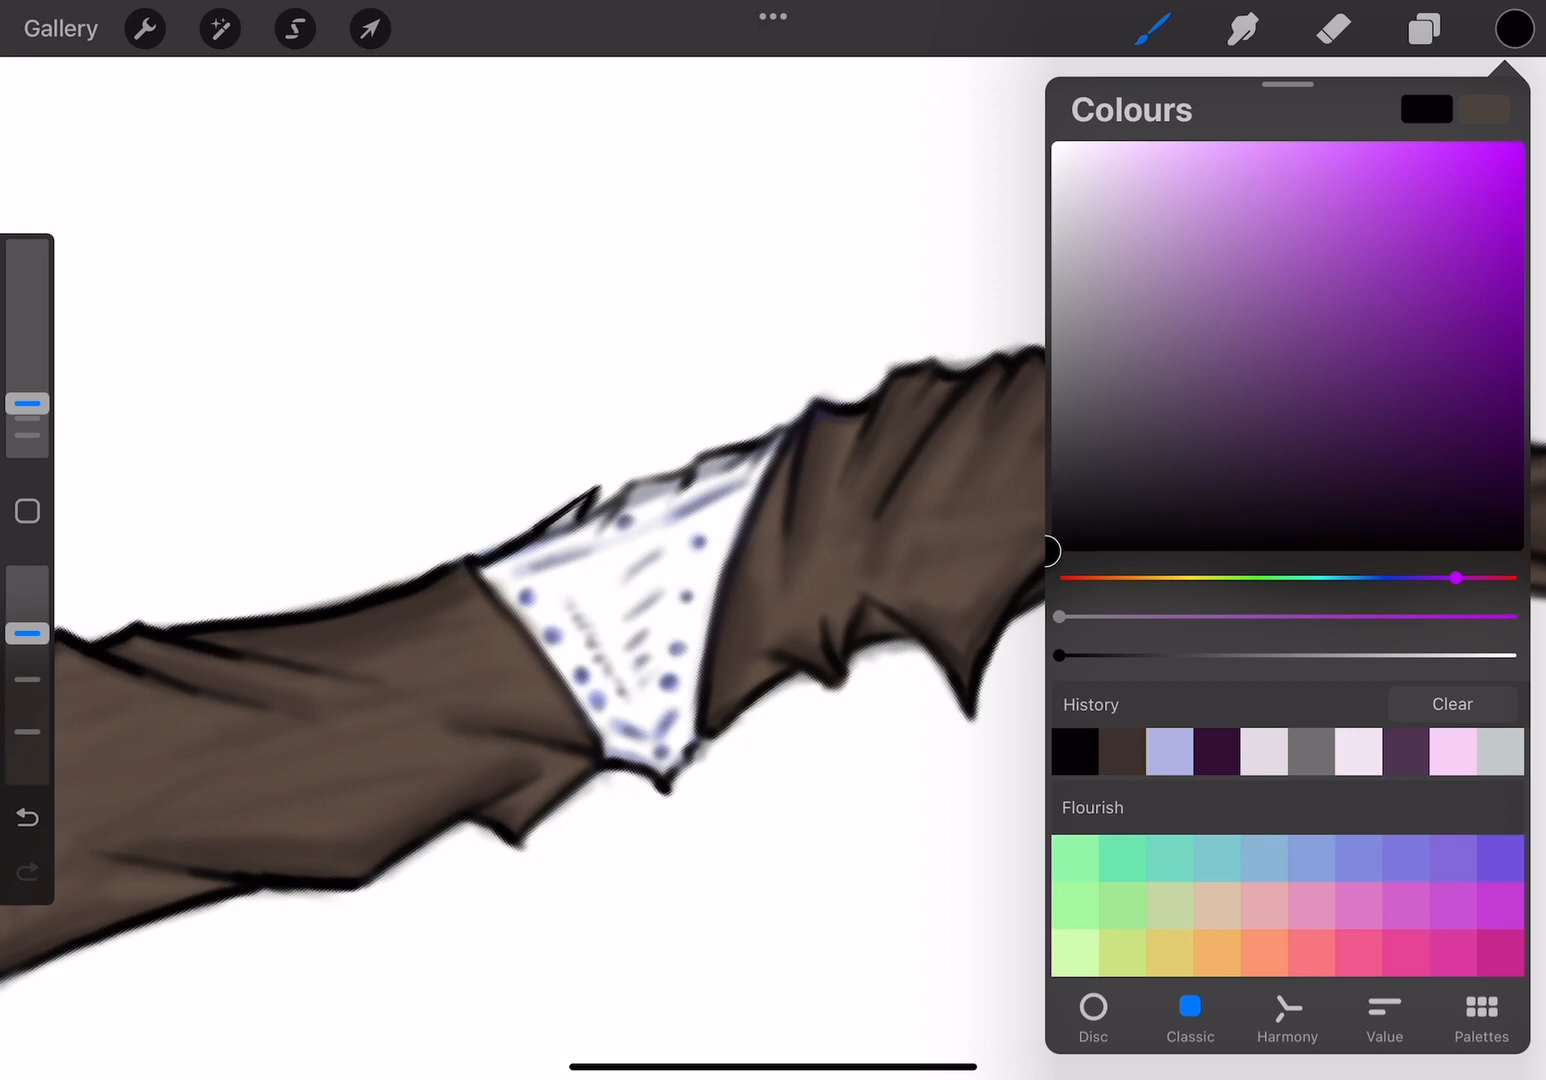 Gallery
Colours
History
Clear
Flourish
Disc
Classic
Harmony
Value
Palettes